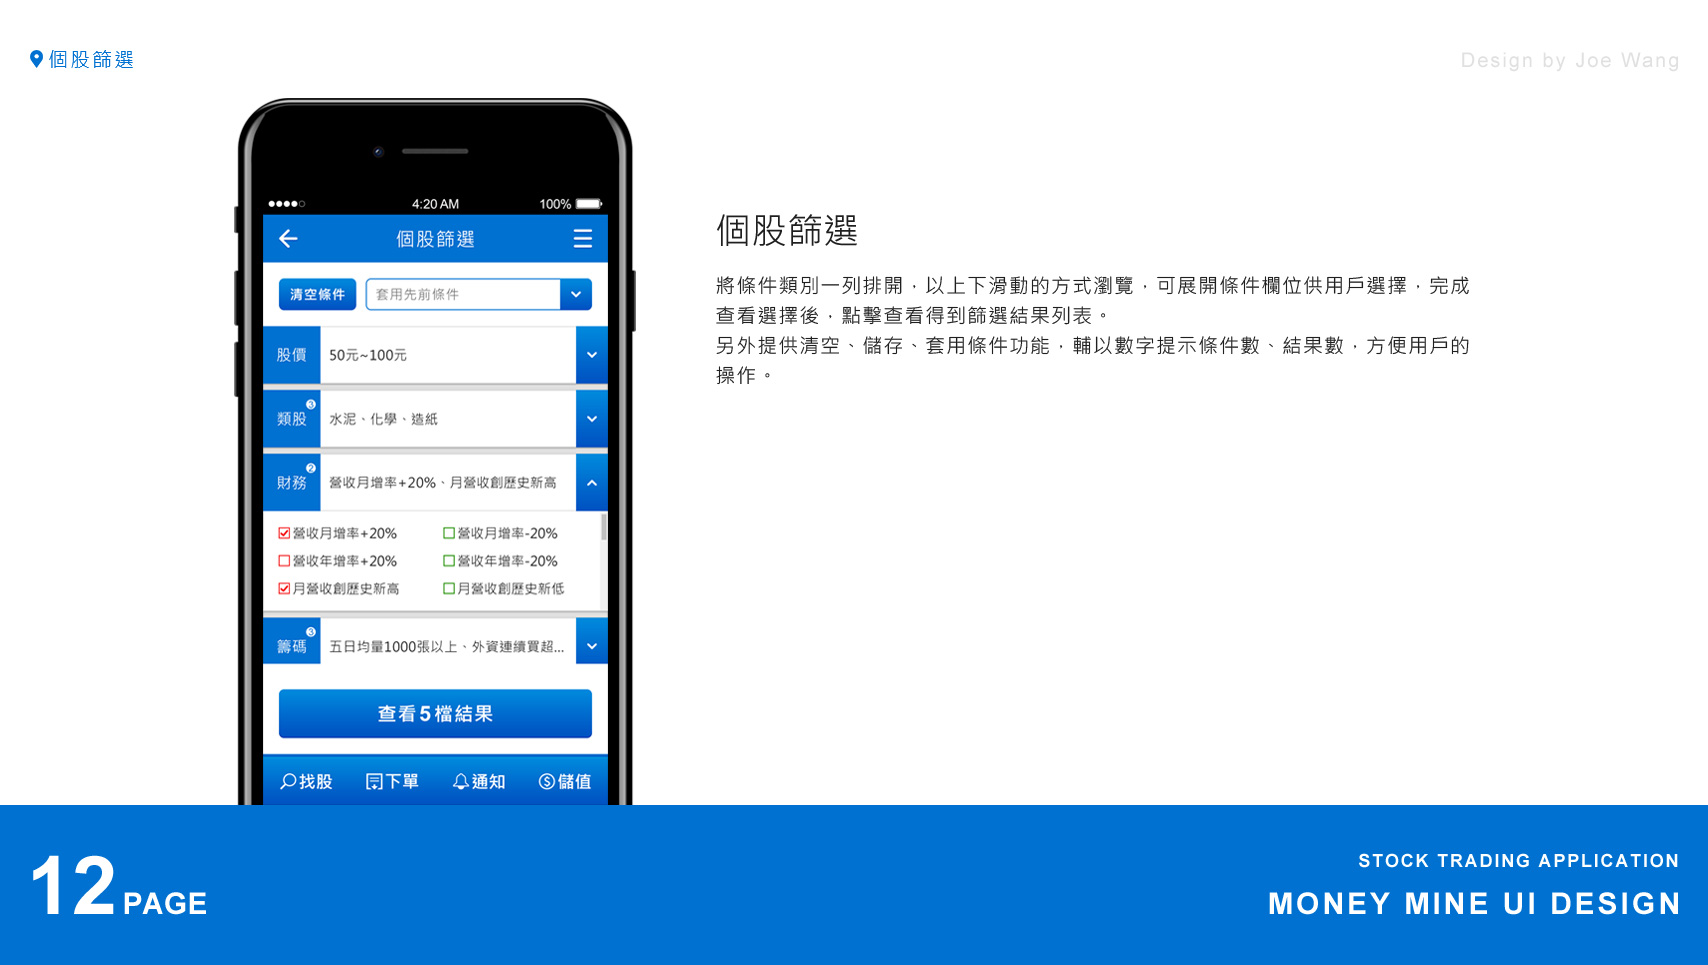 個股篩選
Design by Joe Wang
4:20 AM
100%
個股篩選
清空條件
套用先前條件
股價
50元~100元
類股
3
水泥、化學、造紙
財務
2
營收月增率+20%、月營收創歷史新高
營收月增率+20%
營收月增率-20%
營收年增率+20%
營收年增率-20%
月營收創歷史新高
月營收創歷史新低
籌碼
3
五日均量1000張以上、外資連續買超...
查看5檔結果
找股
下單
通知
儲值
個股篩選
將條件類別一列排開，以上下滑動的方式瀏覽，可展開條件欄位供用戶選擇，完成
查看選擇後，點擊查看得到篩選結果列表。
另外提供清空、儲存、套用條件功能，輔以數字提示條件數、結果數，方便用戶的
操作。
12 PAGE
STOCK TRADING APPLICATION
MONEY MINE UI DESIGN